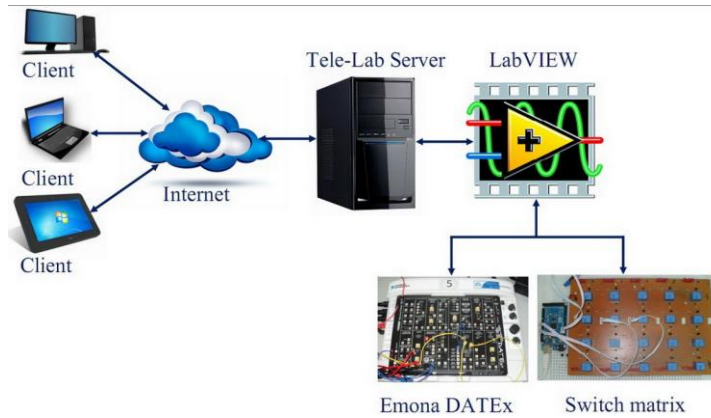 Client
Tele-Lab Server
LabVIEW
Client
Internet
Client
5
Emona DATEx
Switch matrix